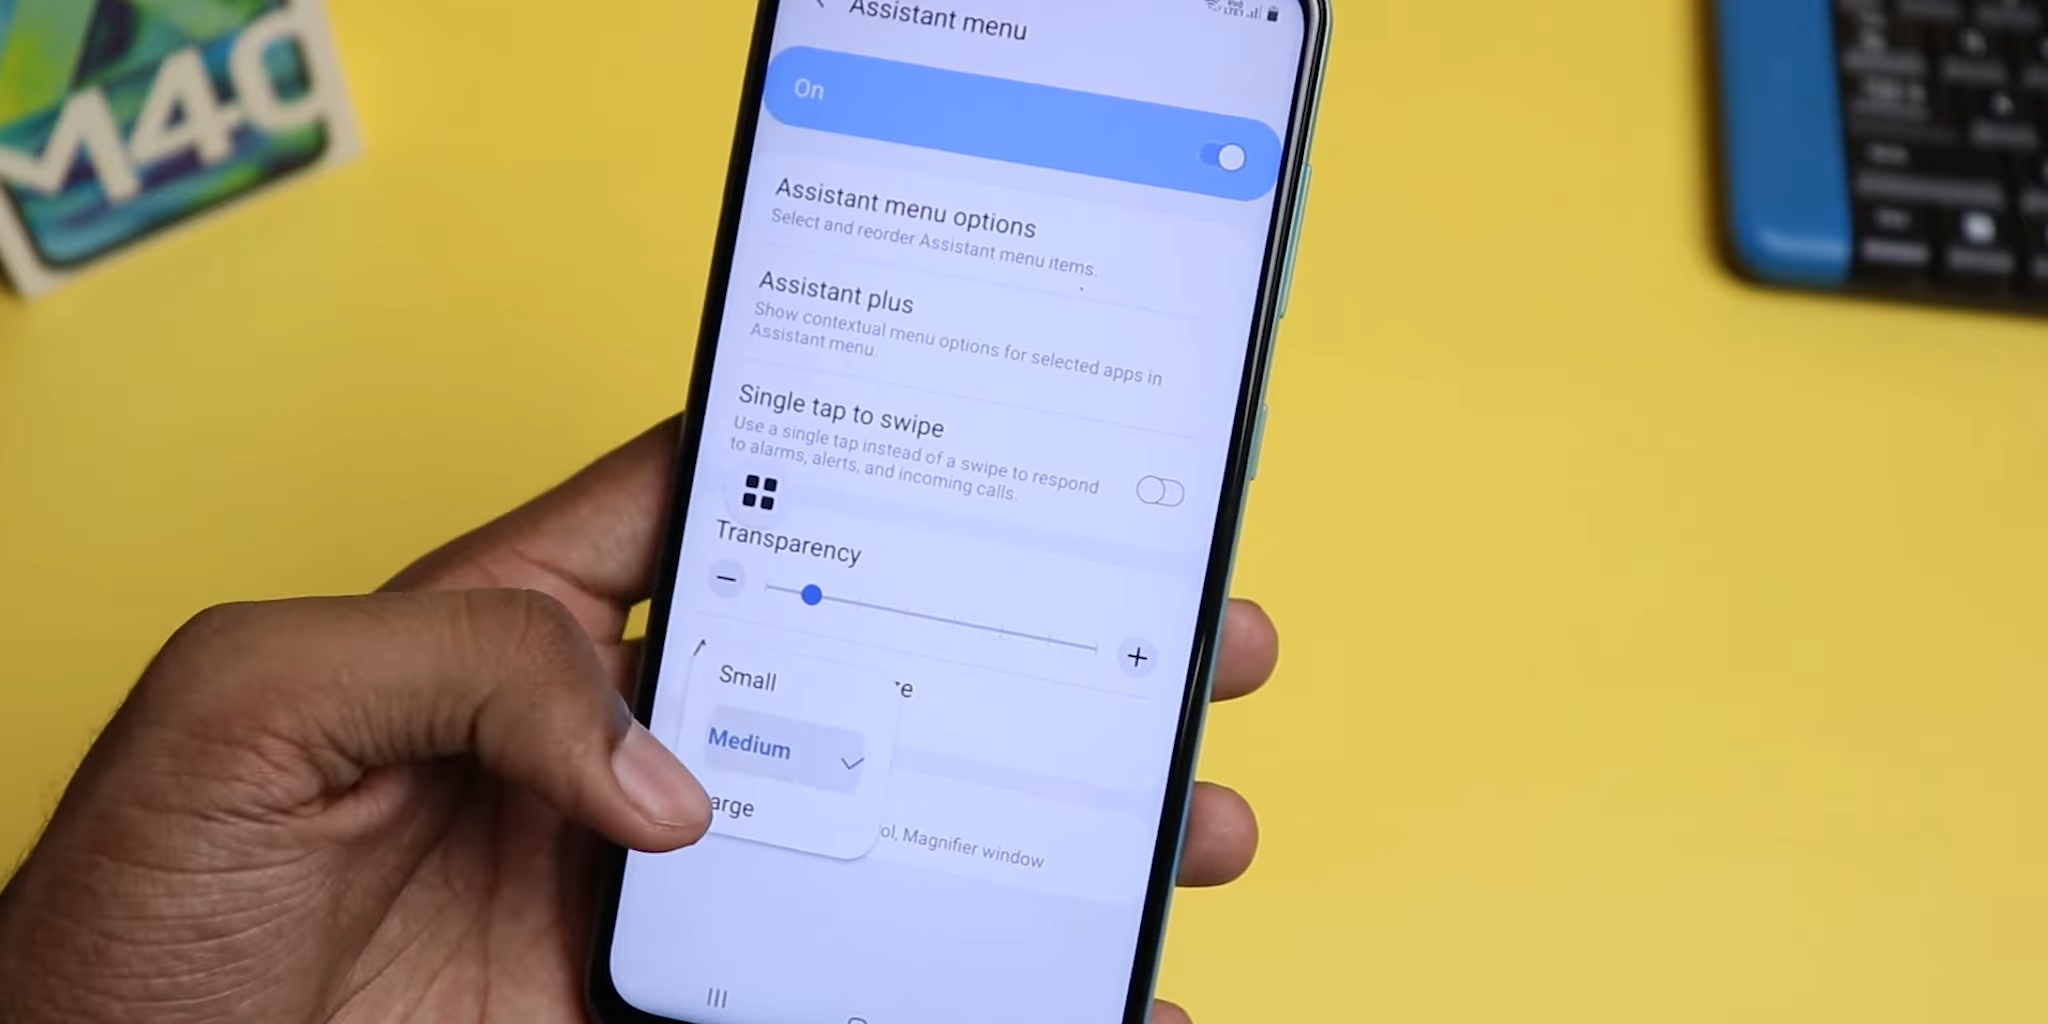 M40
Assistant menu
On
Assistant menu options
Select and reorder Assistant menu items.
Assistant plus
Show contextual menu options for selected apps in
Assistant menu.
Single tap to swipe
Use a single tap instead of a swipe to respond
to alarms, alerts, and incoming calls.
Transparency
Small
Medium
arge
ol, Magnifier window